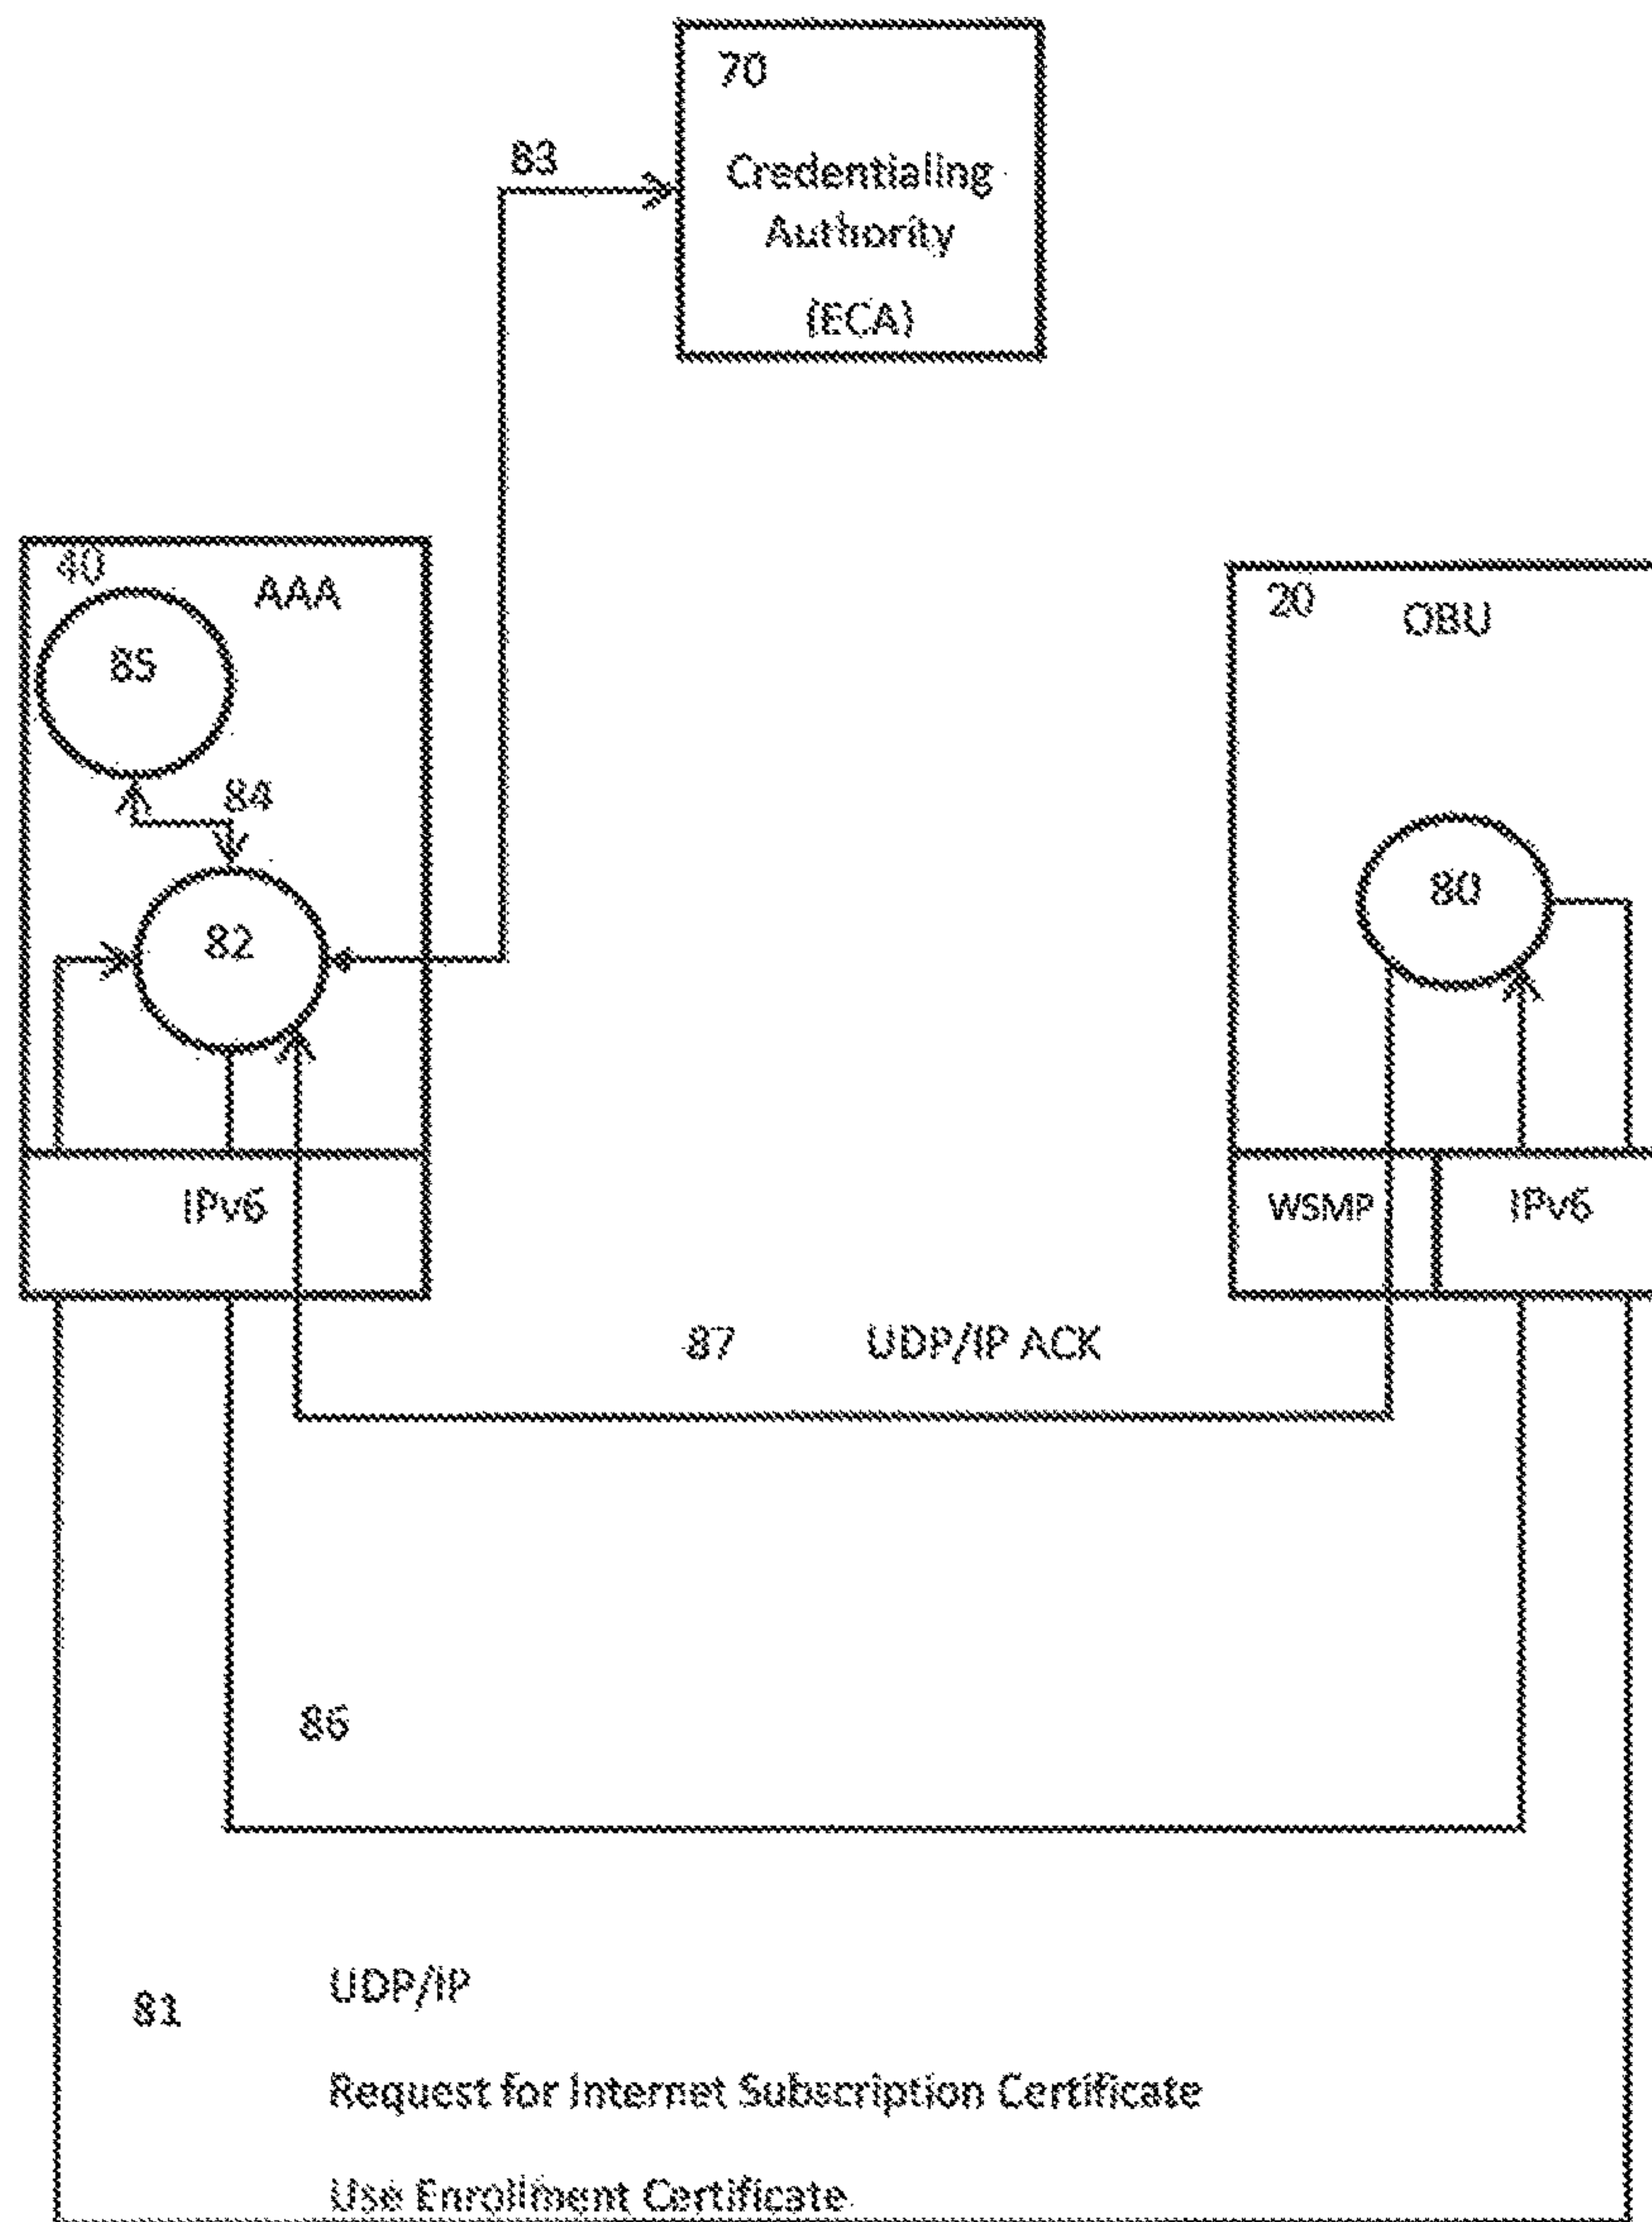 70
83
Credentialing
Authority
(ECA)
40
AAA
20
OBU
85
84
80
82
IPv6
WSMP
IPv6
87
UDP/IP ACK
86
UDP/IP
81
Request for Internet Subscription Certificate
Use Enrollment Certificate